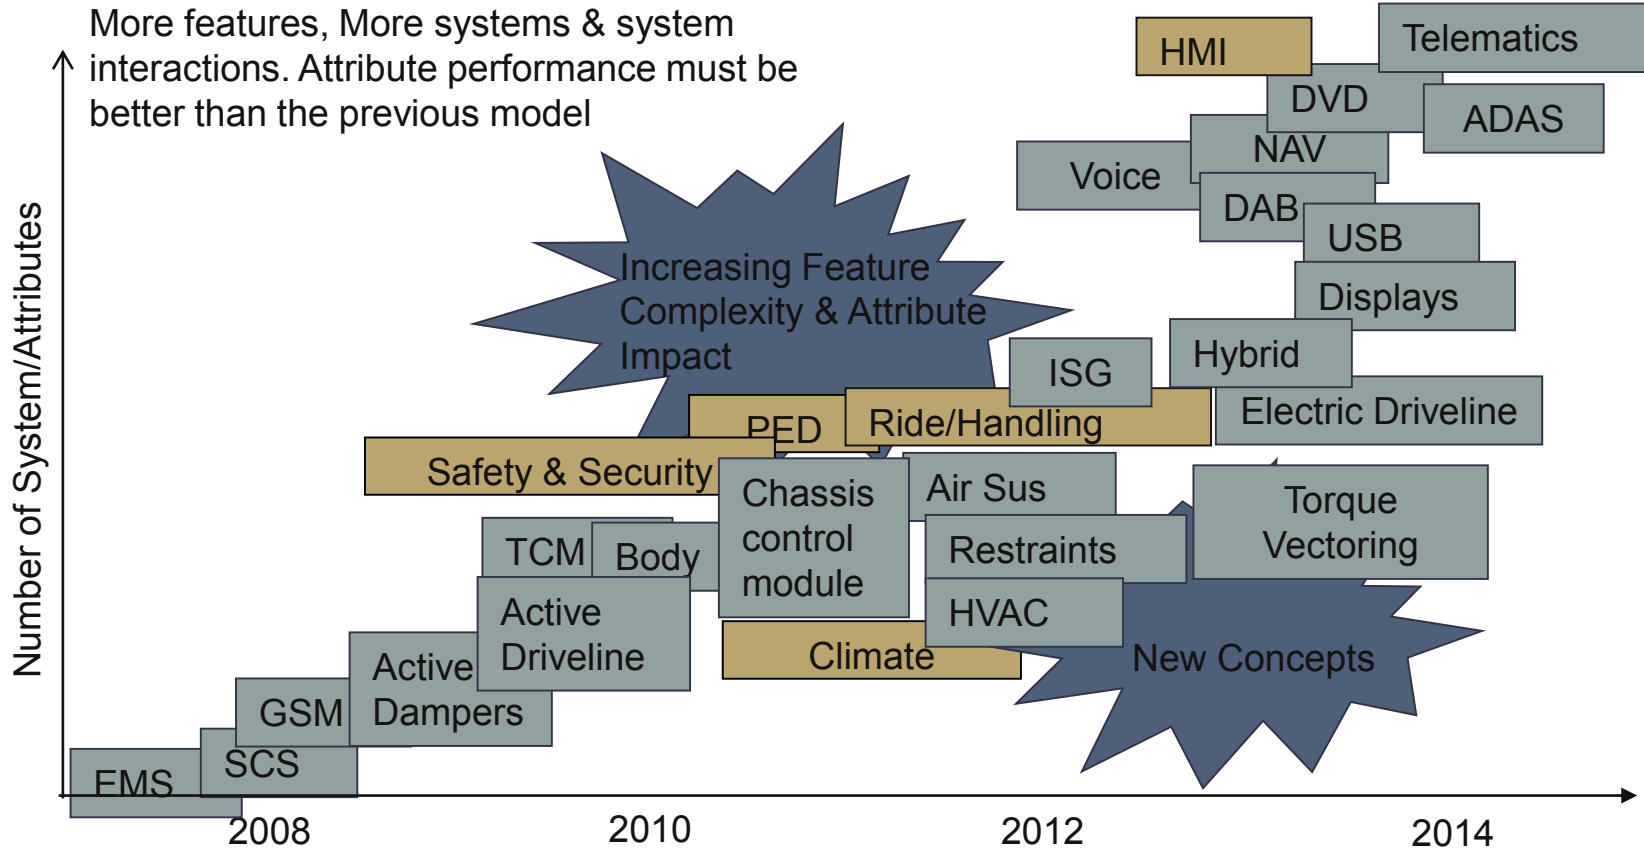 More features, More systems & system
interactions. Attribute performance must be
better than the previous model
Number of System/Attributes
HMI
Telematics
DVD
ADAS
NAV
Voice
DAB
USB
Displays
Increasing Feature
Complexity & Attribute
Impact
Hybrid
ISG
Electric Driveline
PED
Ride/Handling
Safety & Security
Chassis
control
module
Air Sus
Torque
Vectoring
TCM
Body
Restraints
Active
Driveline
HVAC
Climate
New Concepts
Active
Dampers
GSM
SCS
EMS
2008
2010
2012
2014